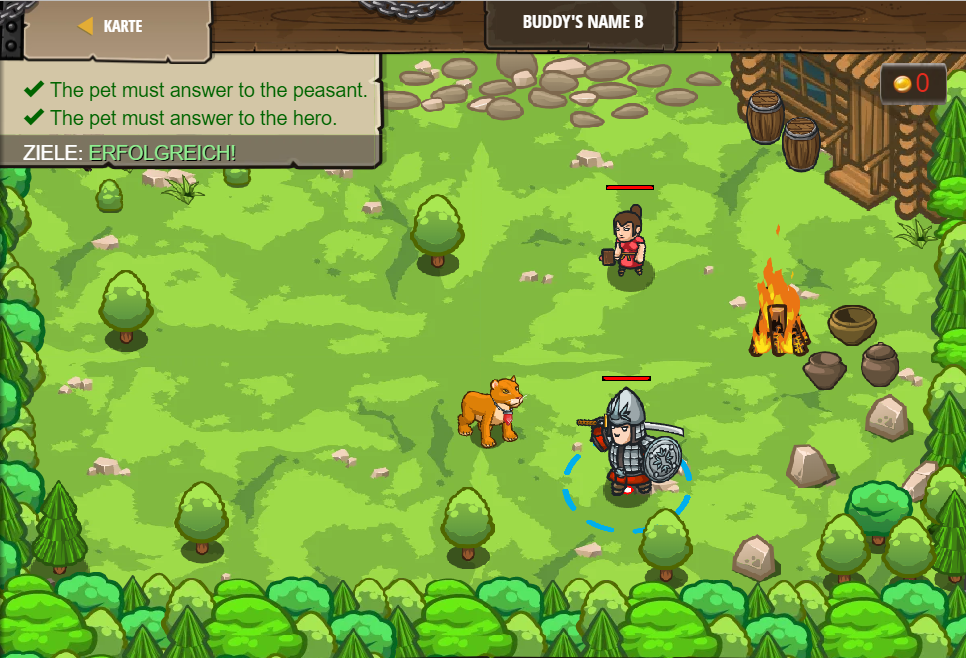 KARTE
BUDDY'S NAME B
0
The pet must answer to the peasant.
The pet must answer to the hero.
ZIELE: ERFOLGREICH!